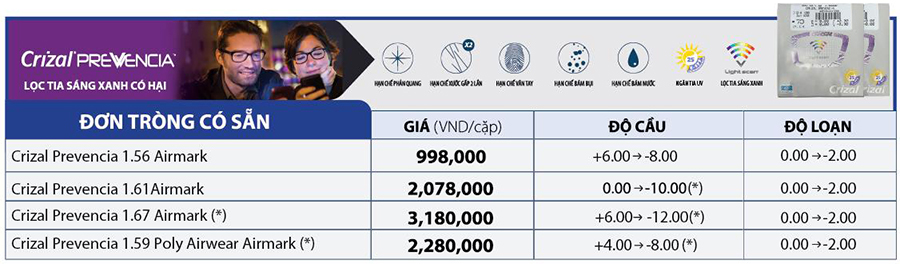 Crizal PREVENCIA
LỌC TIA SÁNG XANH CÓ HẠI
HẠN CHẾ PHẢN QUANG
X2
HẠN CHẾ XƯỚC GẤP 2 LẦN
HẠN CHẾ VÂN TAY
HẠN CHẾ BÁM BỤI
HẠN CHẾ BÁM NƯỚC
25
NGĂN TIA UV
Light scan
LỌC TIA SÁNG XANH
Crizal
ĐƠN TRÒNG CÓ SẴN GIÁ (VND/cặp) ĐỘ CẦU ĐỘ LOẠN
Crizal Prevencia 1.56 Airmark 998,000 +6.00→-8.00 0.00→-2.00
Crizal Prevencia 1.61Airmark 2,078,000 0.00→-10.00(*) 0.00→-2.00
Crizal Prevencia 1.67 Airmark (*) 3,180,000 +6.00→ -12.00(*) 0.00→-2.00
Crizal Prevencia 1.59 Poly Airwear Airmark (*) 2,280,000 +4.00→-8.00 (*) 0.00→-2.00